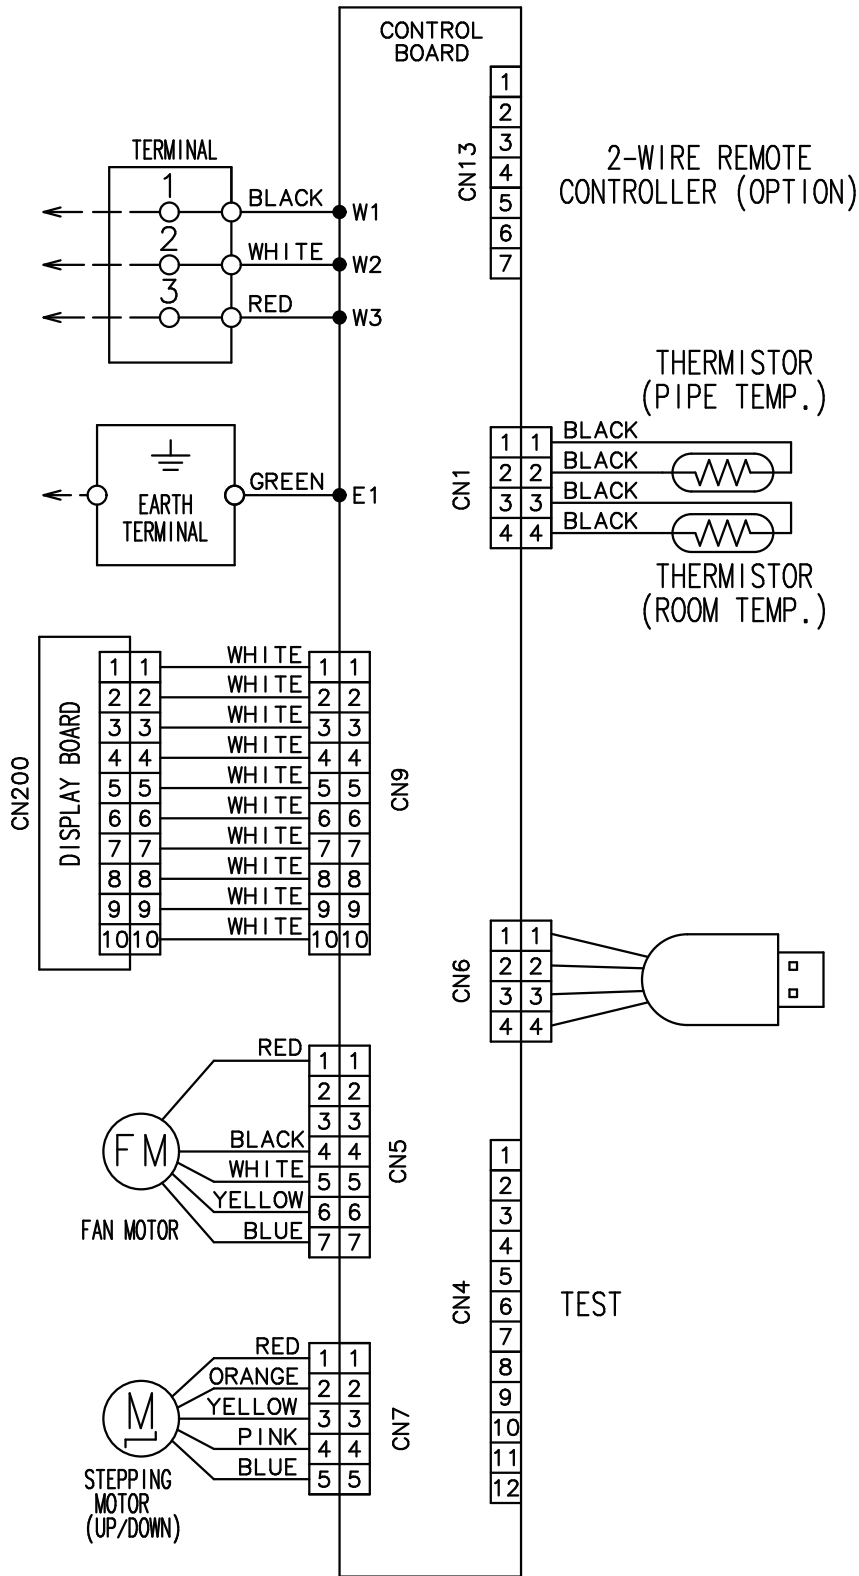 CONTROL
BOARD
CN13
1
2
3
4
5
6
7
2-WIRE REMOTE
CONTROLLER (OPTION)
TERMINAL
1 BLACK W1
2 WHITE W2
3 RED W3
THERMISTOR
(PIPE TEMP.)
CN1
1 1 BLACK
2 2 BLACK
3 3 BLACK
4 4 BLACK
THERMISTOR
(ROOM TEMP.)
EARTH
TERMINAL
GREEN E1
CN200
DISPLAY BOARD
1 1 WHITE 1 1
2 2 WHITE 2 2
3 3 WHITE 3 3
4 4 WHITE 4 4
5 5 WHITE 5 5
6 6 WHITE 6 6
7 7 WHITE 7 7
8 8 WHITE 8 8
9 9 WHITE 9 9
10 10 WHITE 10 10
CN9
CN6
1 1
2 2
3 3
4 4
FM
FAN MOTOR
RED 1 1
2 2
3 3
BLACK 4 4
WHITE 5 5
YELLOW 6 6
BLUE 7 7
CN5
CN4
1
2
3
4
5
6
7
8
9
10
11
12
TEST
M
STEPPING
MOTOR
(UP/DOWN)
RED 1 1
ORANGE 2 2
YELLOW 3 3
PINK 4 4
BLUE 5 5
CN7